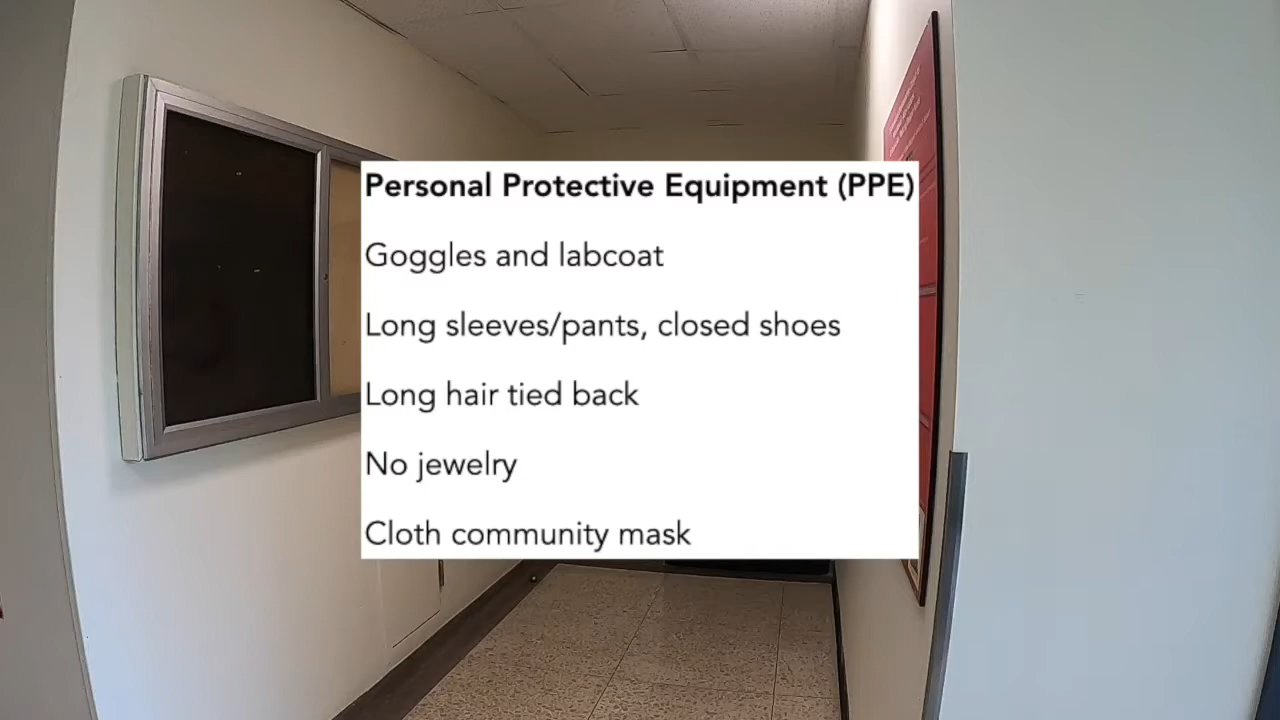 Personal Protective Equipment (PPE)
Goggles and labcoat
Long sleeves/pants, closed shoes
Long hair tied back
No jewelry
Cloth community mask